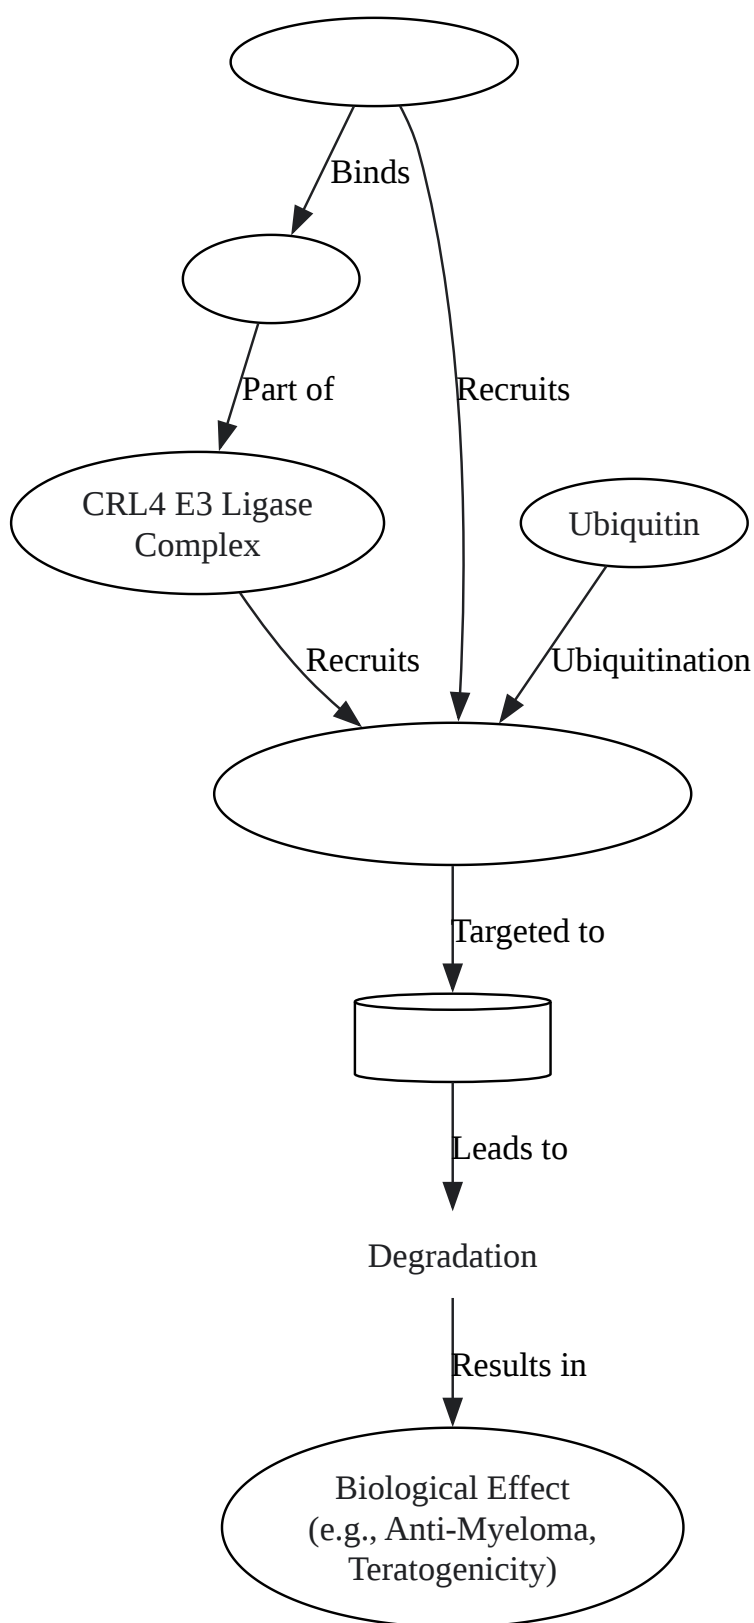 Binds
Part of
Recruits
CRL4 E3 Ligase
Complex
Ubiquitin
Recruits
Ubiquitination
Targeted to
Leads to
Degradation
Results in
Biological Effect
(e.g., Anti-Myeloma,
Teratogenicity)